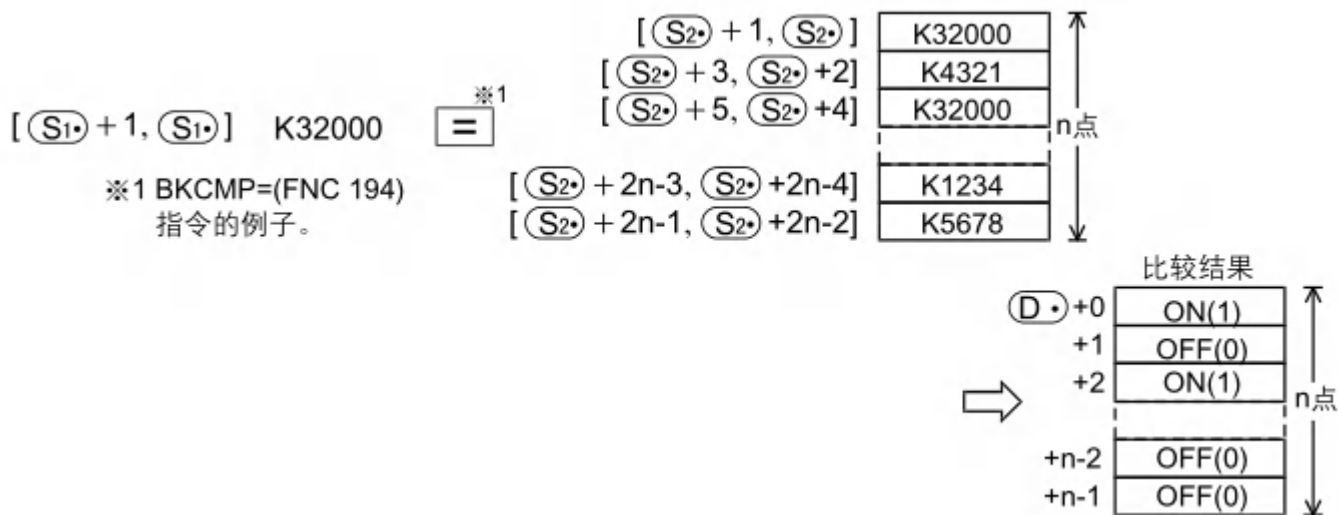 [(S2•)+1, (S2•)] K32000
[(S2•)+3, (S2•)+2] K4321
[(S2•)+5, (S2•)+4] K32000
n点
[(S1•)+1, (S1•)] K32000 = ※1
※1 BKCMP=(FNC 194)
指令的例子。
[(S2•)+2n-3, (S2•)+2n-4] K1234
[(S2•)+2n-1, (S2•)+2n-2] K5678
比较结果
(D•)+0 ON(1)
+1 OFF(0)
+2 ON(1)
n点
+n-2 OFF(0)
+n-1 OFF(0)